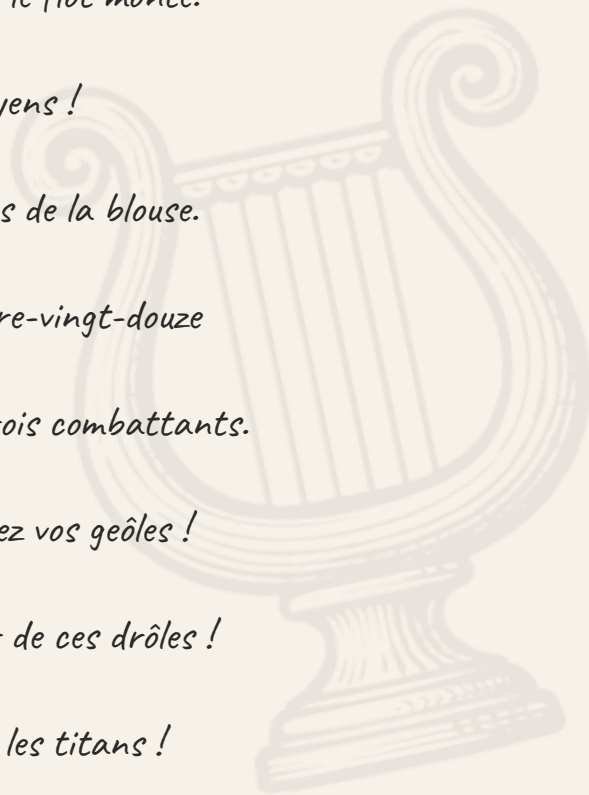 le flot monte.
yens !
s de la blouse.
re-vingt-douze
ois combattants.
ez vos geôles !
de ces drôles !
les titans !